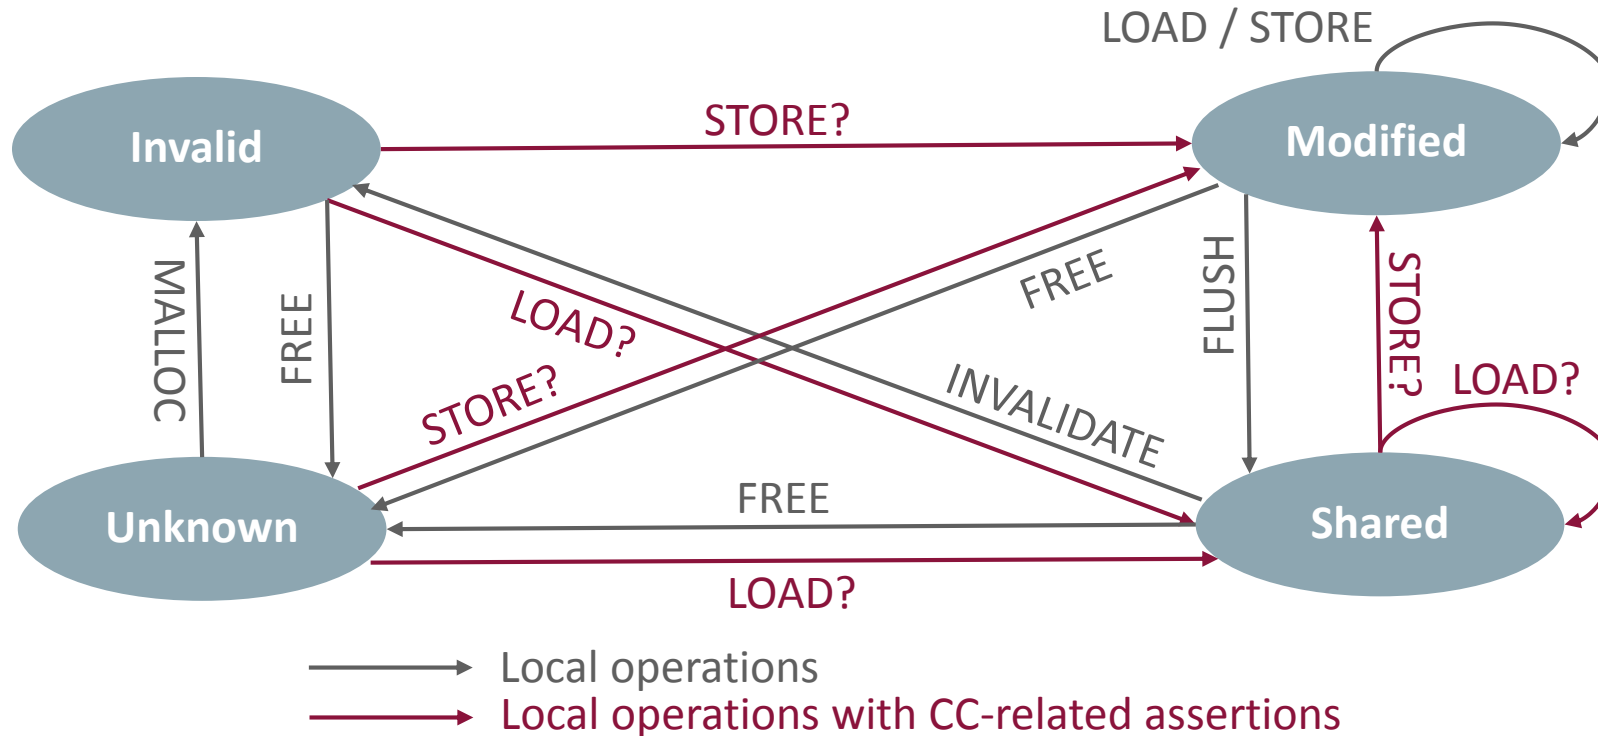 LOAD / STORE
Invalid
STORE?
Modified
MALLOC
FREE
LOAD?
STORE?
FREE
FLUSH
STORE?
LOAD?
INVALIDATE
FREE
Unknown
Shared
LOAD?
Local operations
Local operations with CC-related assertions